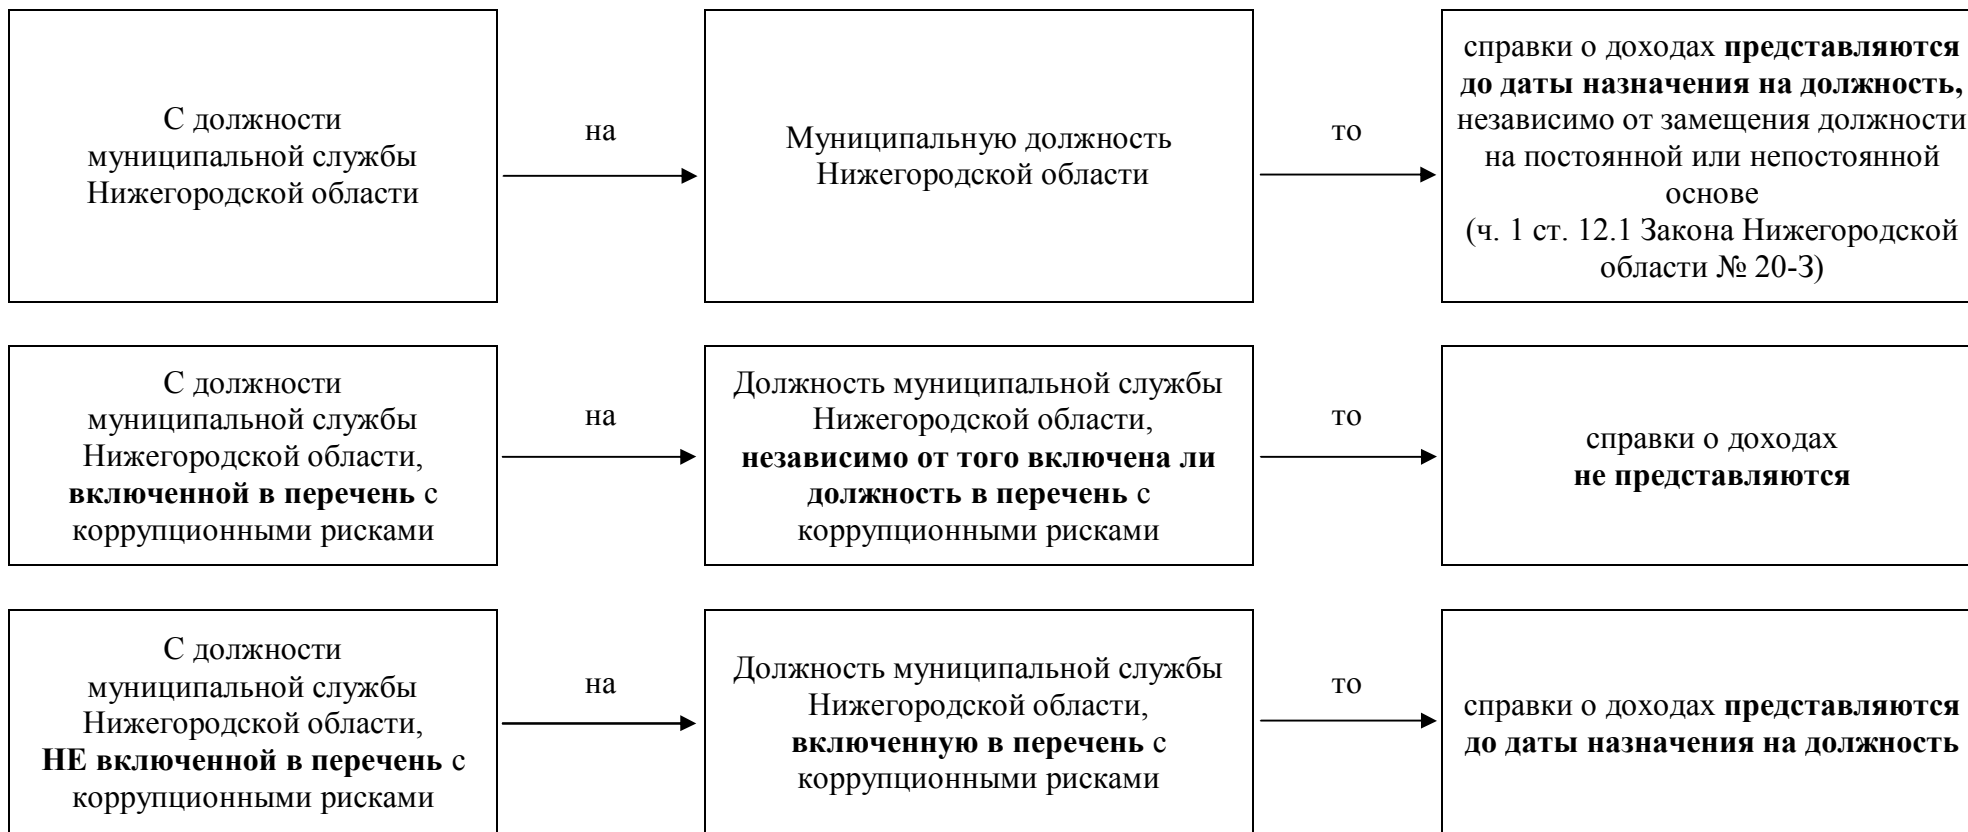 С должности
муниципальной службы
Нижегородской области
на
Муниципальную должность
Нижегородской области
то
справки о доходах представляются
до даты назначения на должность,
независимо от замещения должности
на постоянной или непостоянной
основе
(ч. 1 ст. 12.1 Закона Нижегородской
области № 20-З)
С должности
муниципальной службы
Нижегородской области,
включенной в перечень с
коррупционными рисками
на
Должность муниципальной службы
Нижегородской области,
независимо от того включена ли
должность в перечень с
коррупционными рисками
то
справки о доходах
не представляются
С должности
муниципальной службы
Нижегородской области,
НЕ включенной в перечень с
коррупционными рисками
на
Должность муниципальной службы
Нижегородской области,
включенную в перечень с
коррупционными рисками
то
справки о доходах представляются
до даты назначения на должность